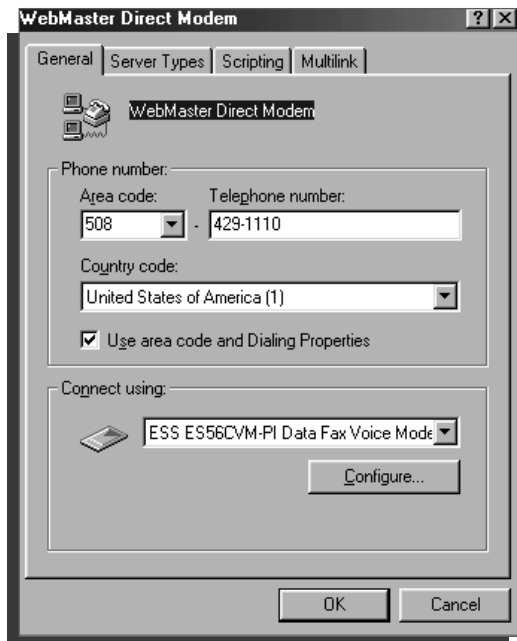 WebMaster Direct Modem
General Server Types Scripting Multilink
WebMaster Direct Modem
Phone number:
Area code: Telephone number:
508 - 429-1110
Country code:
United States of America (1)
Use area code and Dialing Properties
Connect using:
ESS ES56CVM-PI Data Fax Voice Mode
Configure...
OK Cancel